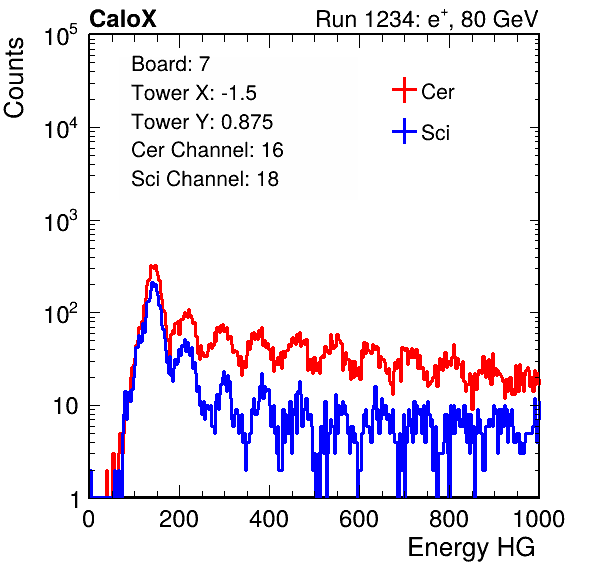 CaloX Run 1234: e⁺, 80 GeV
Board: 7
Tower X: -1.5
Tower Y: 0.875
Cer Channel: 16
Sci Channel: 18
Cer
Sci
Counts
10⁵
10⁴
10³
10²
10
1
0 200 400 600 800 1000
Energy HG